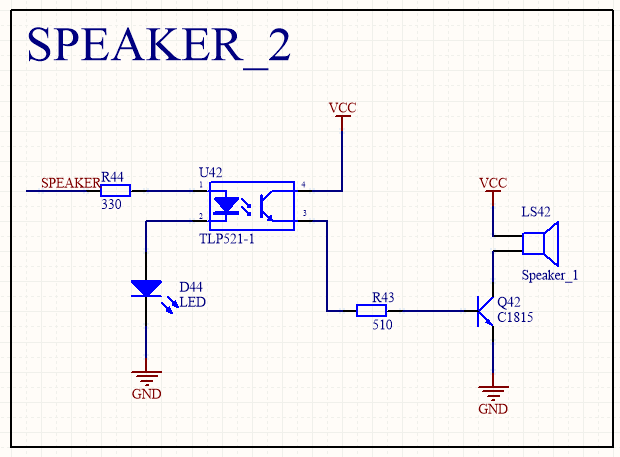 SPEAKER_2
VCC
SPEAKER
R44
330
U42
1
4
2
3
TLP521-1
VCC
LS42
Speaker_1
D44
LED
R43
510
Q42
C1815
GND
GND